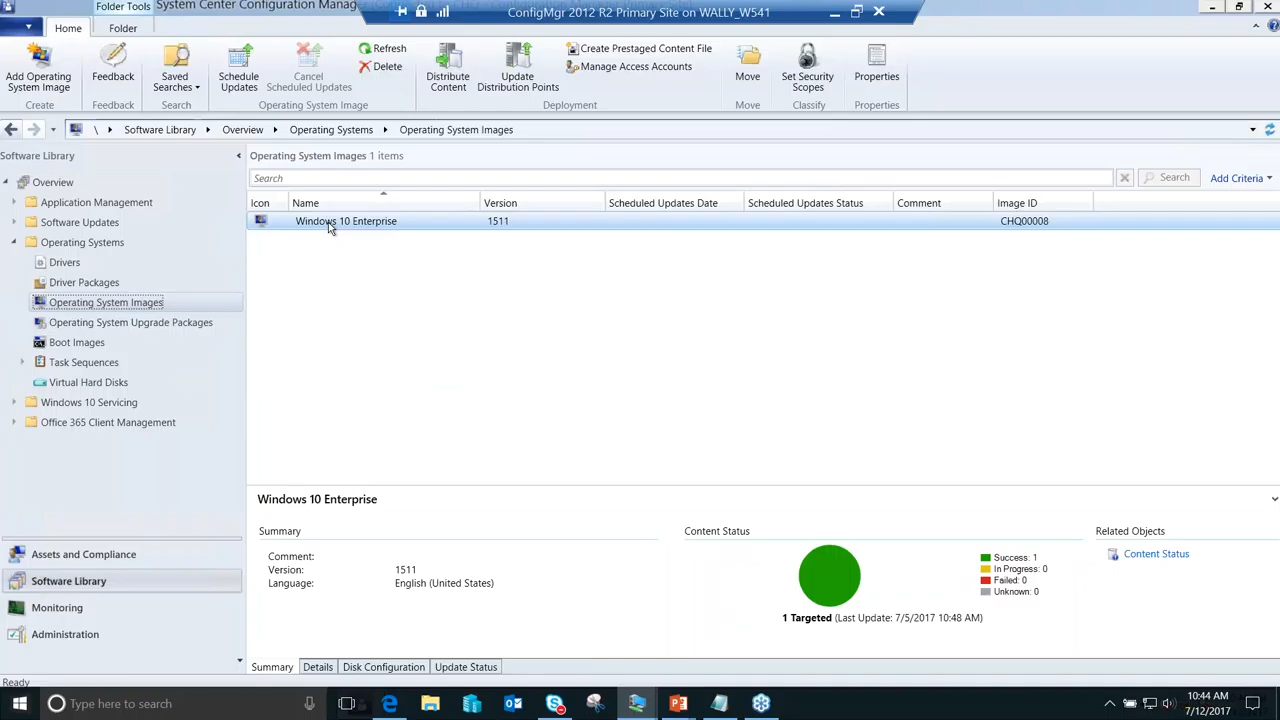 Folder Tools
System Center Configuration Manag
ConfigMgr 2012 R2 Primary Site on WALLY_W541
Home
Folder
Add Operating
System Image
Feedback
Saved
Searches
Schedule
Updates
Cancel
Scheduled Updates
Refresh
Delete
Distribute
Content
Update
Distribution Points
Create Prestaged Content File
Manage Access Accounts
Move
Set Security
Scopes
Properties
Create
Feedback
Search
Operating System Image
Deployment
Move
Classify
Properties
\
Software Library
Overview
Operating Systems
Operating System Images
Software Library
Overview
Application Management
Software Updates
Operating Systems
Drivers
Driver Packages
Operating System Images
Operating System Upgrade Packages
Boot Images
Task Sequences
Virtual Hard Disks
Windows 10 Servicing
Office 365 Client Management
Assets and Compliance
Software Library
Monitoring
Administration
Operating System Images 1 items
Search
Search
Add Criteria
Icon
Name
Version
Scheduled Updates Date
Scheduled Updates Status
Comment
Image ID
Windows 10 Enterprise
1511
CHQ00008
Windows 10 Enterprise
Summary
Comment:
Version: 1511
Language: English (United States)
Content Status
Success: 1
In Progress: 0
Failed: 0
Unknown: 0
1 Targeted (Last Update: 7/5/2017 10:48 AM)
Related Objects
Content Status
Summary
Details
Disk Configuration
Update Status
Ready
Type here to search
10:44 AM
7/12/2017